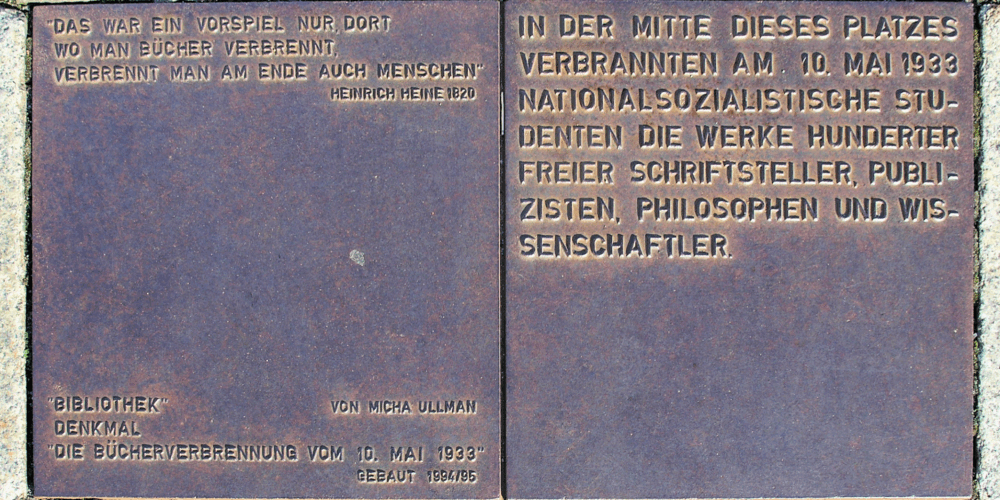 "DAS WAR EIN VORSPIEL NUR, DORT
WO MAN BÜCHER VERBRENNT,
VERBRENNT MAN AM ENDE AUCH MENSCHEN"
HEINRICH HEINE 1820
"BIBLIOTHEK" VON MICHA ULLMAN
DENKMAL
"DIE BÜCHERVERBRENNUNG VOM 10. MAI 1933"
GEBAUT 1994/95
IN DER MITTE DIESES PLATZES
VERBRANNTEN AM 10. MAI 1933
NATIONALSOZIALISTISCHE STU-
DENTEN DIE WERKE HUNDERTER
FREIER SCHRIFTSTELLER, PUBLI-
ZISTEN, PHILOSOPHEN UND WIS-
SENSCHAFTLER.